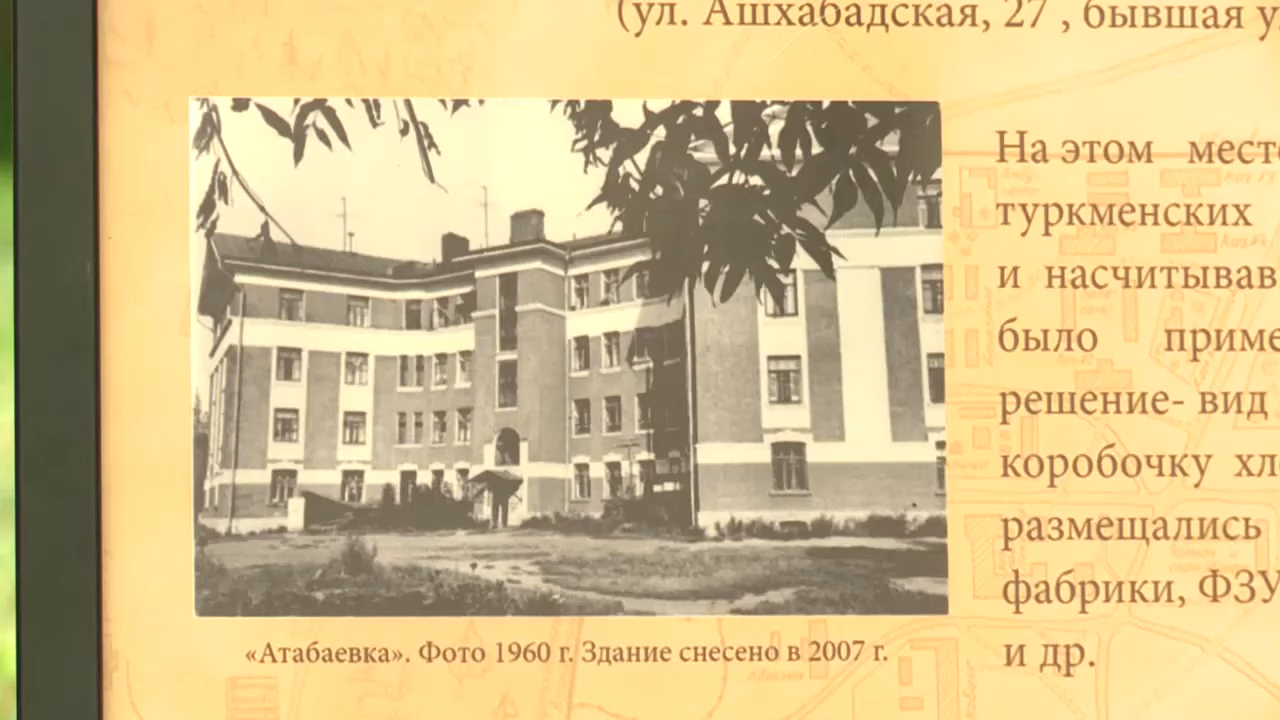 (ул. Ашхабадская, 27 , бывшая
На этом
туркменских
и насчитывав
было приме
решение- вид
коробочку хл
размещались
фабрики, ФЗУ
и др.
«Атабаевка». Фото 1960 г. Здание снесено в 2007 г.